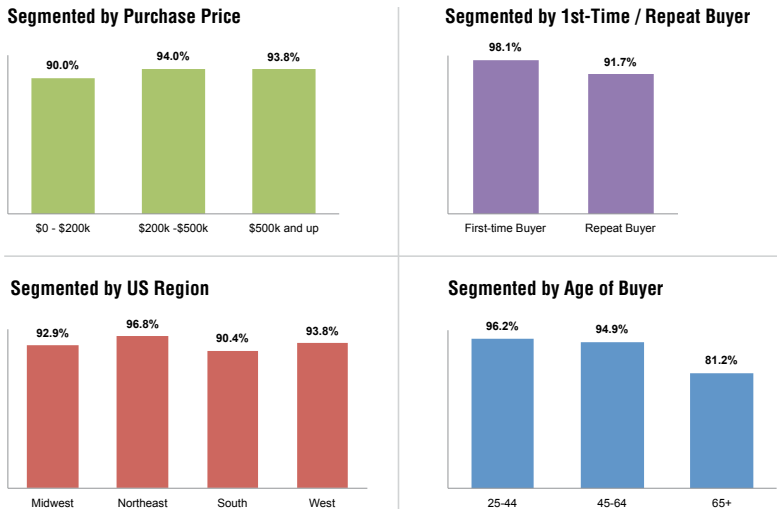 Segmented by Purchase Price
90.0%
94.0%
93.8%
$0 - $200k
$200k -$500k
$500k and up
Segmented by 1st-Time / Repeat Buyer
98.1%
91.7%
First-time Buyer
Repeat Buyer
Segmented by US Region
92.9%
96.8%
90.4%
93.8%
Midwest
Northeast
South
West
Segmented by Age of Buyer
96.2%
94.9%
81.2%
25-44
45-64
65+